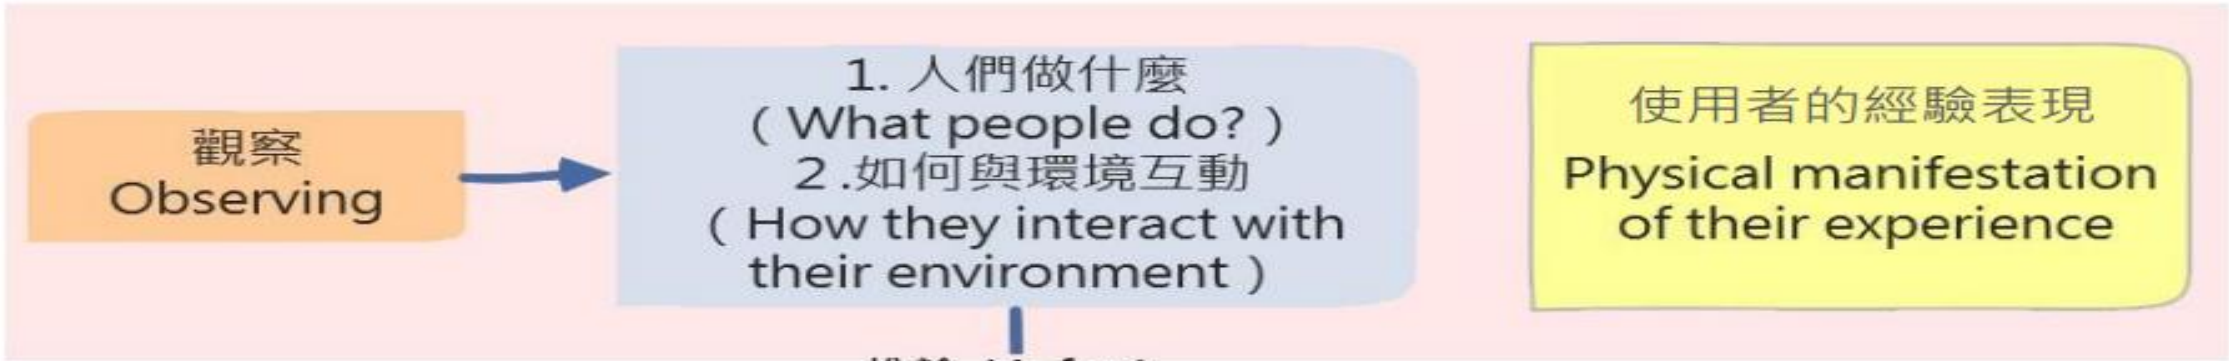 觀察
Observing
1. 人們做什麼
( What people do? )
2 .如何與環境互動
( How they interact with
their environment )
使用者的經驗表現
Physical manifestation
of their experience